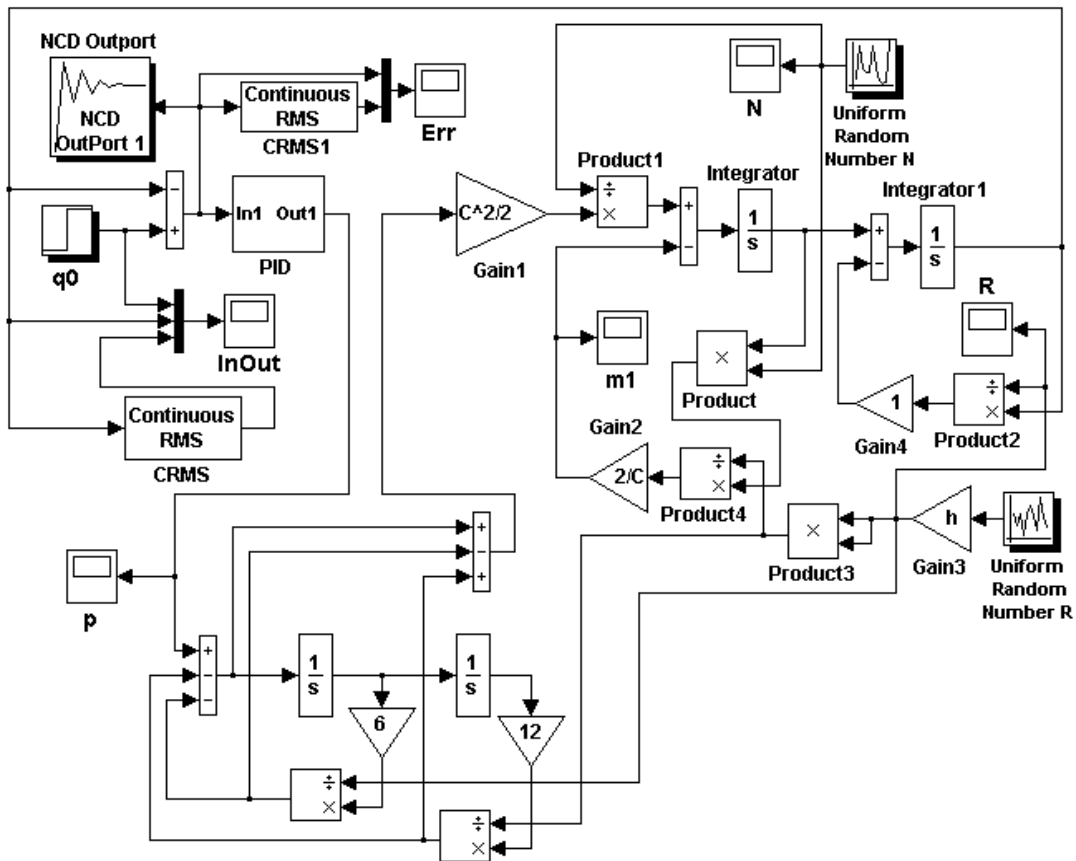 NCD Outport
NCD
OutPort 1
Continuous
RMS
CRMS1
Err
N
Uniform
Random
Number N
−
+
In1 Out1
PID
q0
InOut
Continuous
RMS
CRMS
C^2/2
Gain1
Product1
÷
×
+
−
Integrator
1
s
+
−
Integrator1
1
s
R
m1
×
Product
÷
×
Product2
1
Gain4
Gain2
2/C
÷
×
Product4
×
Product3
h
Gain3
Uniform
Random
Number R
p
+
−
+
+
−
−
1
s
1
s
6
12
÷
×
÷
×